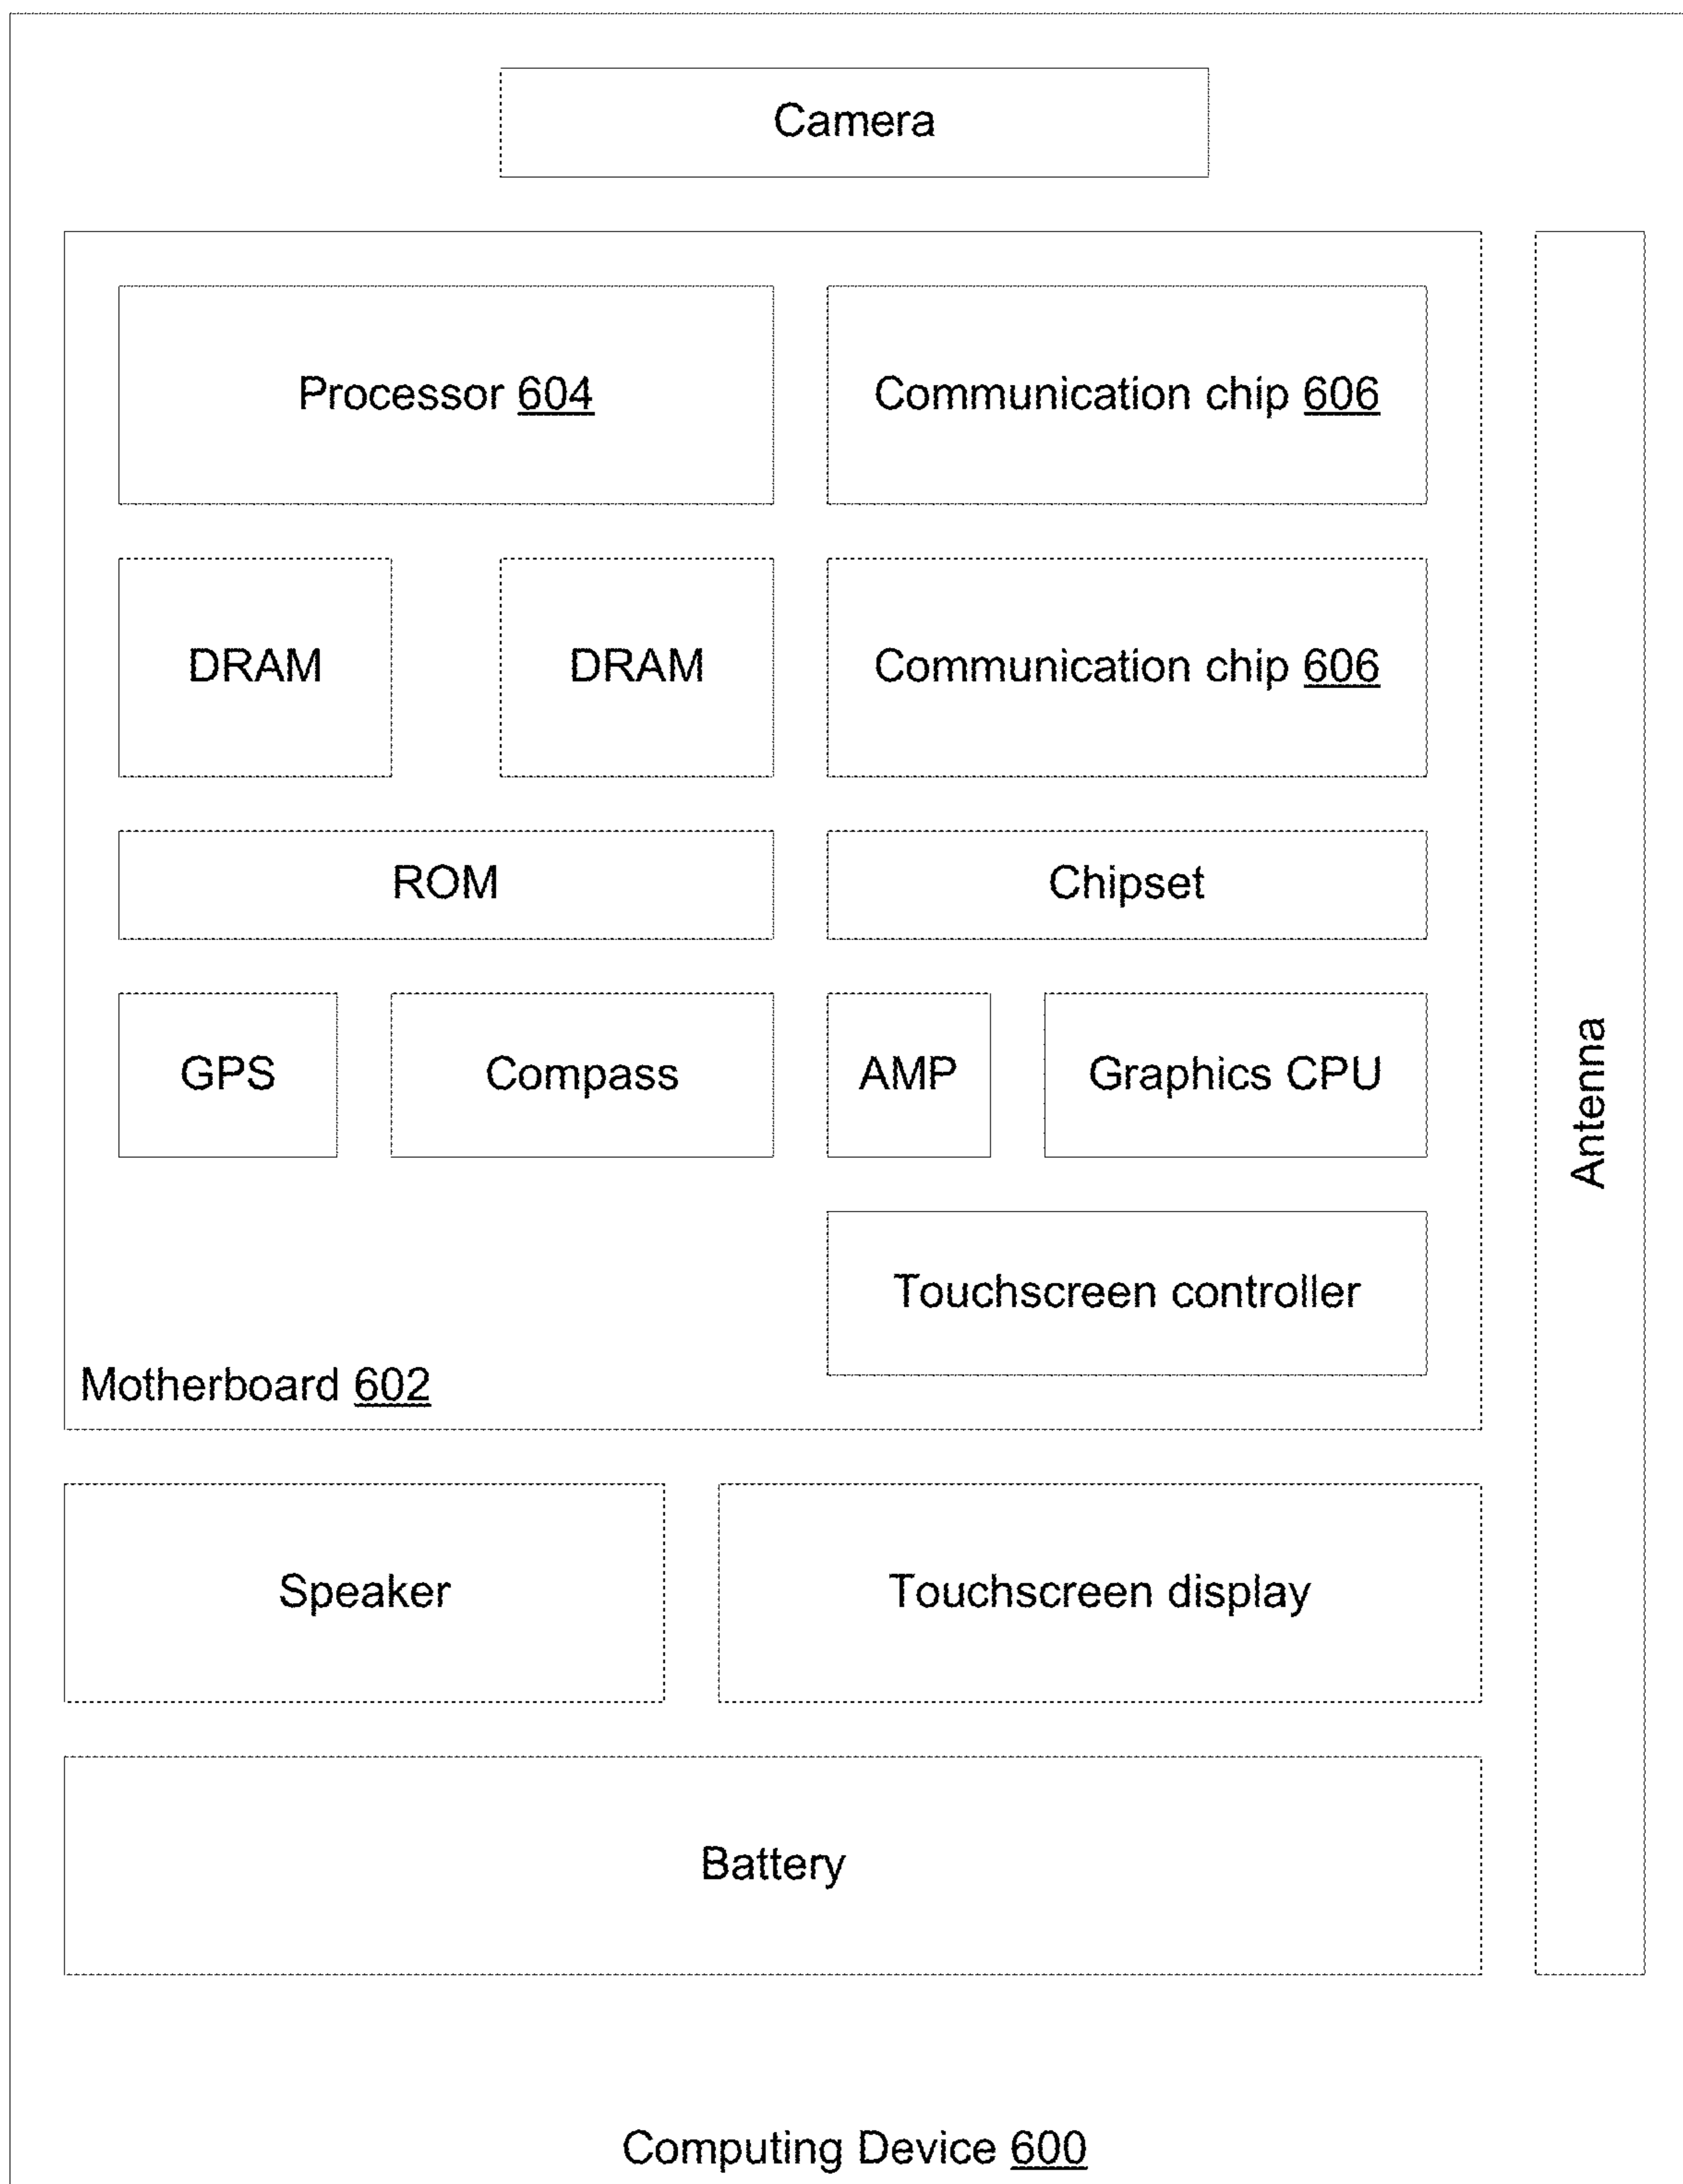 Camera
Processor 604
Communication chip 606
DRAM
DRAM
Communication chip 606
ROM
Chipset
GPS
Compass
AMP
Graphics CPU
Antenna
Touchscreen controller
Motherboard 602
Speaker
Touchscreen display
Battery
Computing Device 600